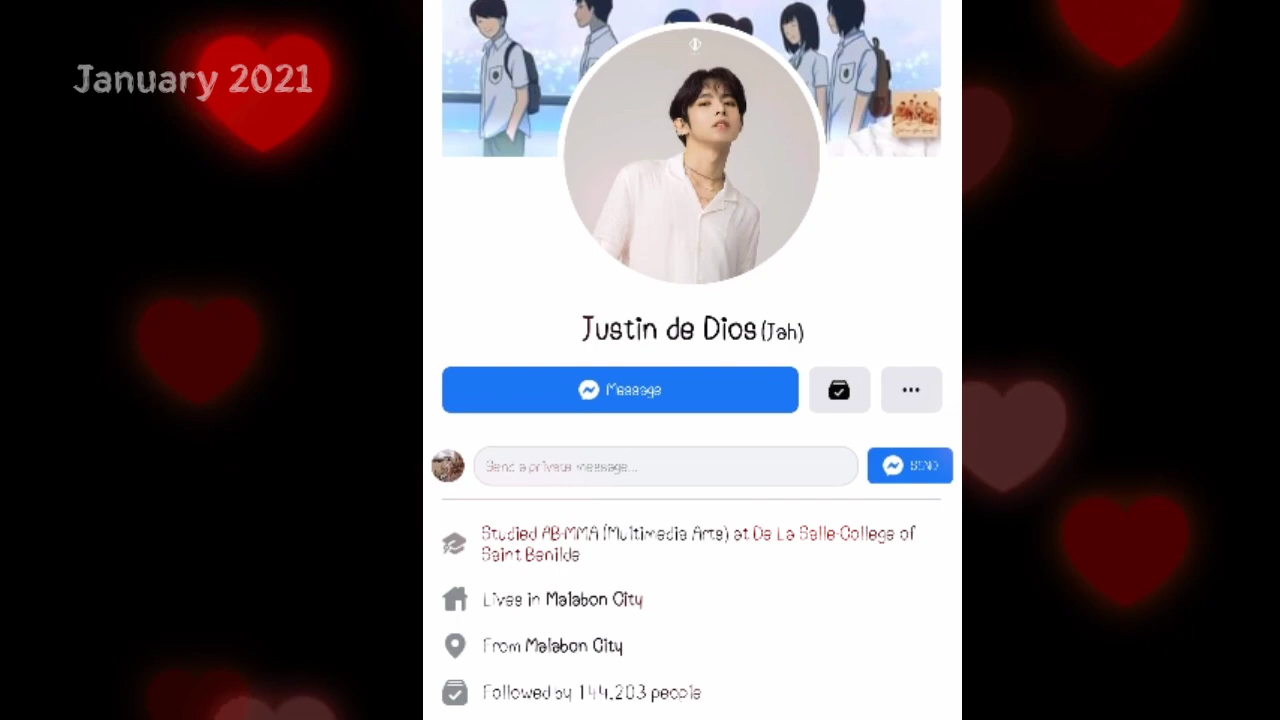 January 2021
Justin de Dios (Jah)
Message
Send a private message...
SEND
Studied AB-MMA (Multimedia Arts) at De La Salle-College of
Saint Benilde
Lives in Malabon City
From Malabon City
Followed by 144,203 people